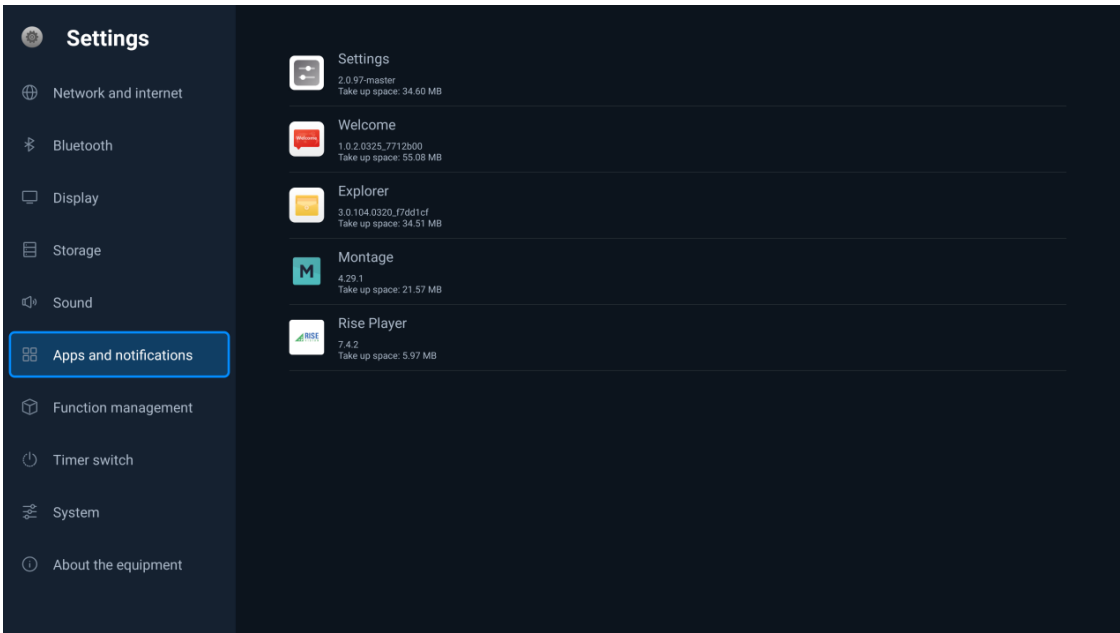 Settings
Network and internet
Bluetooth
Display
Storage
Sound
Apps and notifications
Function management
Timer switch
System
About the equipment
Settings
2.0.97-master
Take up space: 34.60 MB
Welcome
Welcome
1.0.2.0325_7712b00
Take up space: 55.08 MB
Explorer
3.0.104.0320_f7dd1cf
Take up space: 34.51 MB
M
Montage
4.29.1
Take up space: 21.57 MB
RISE
Rise Player
7.4.2
Take up space: 5.97 MB